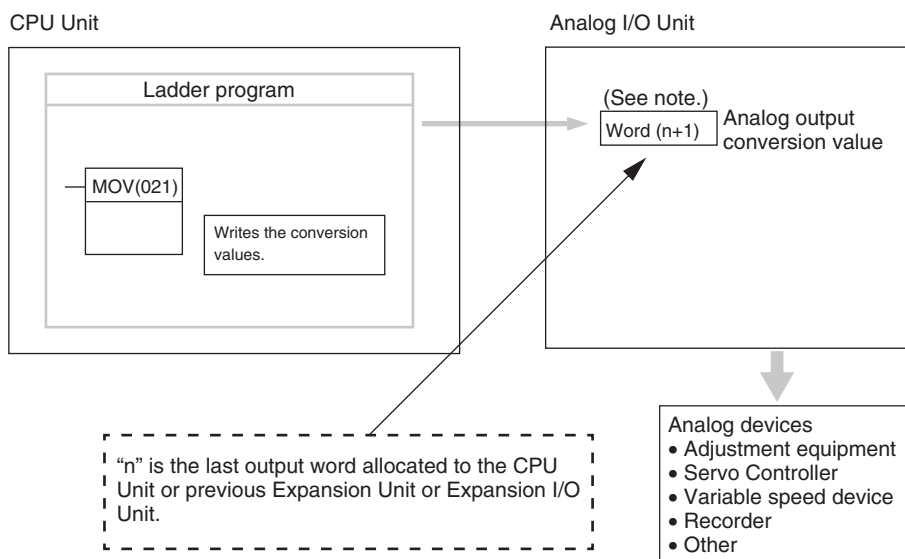 CPU Unit
Analog I/O Unit
Ladder program
MOV(021)
Writes the conversion
values.
(See note.)
Word (n+1)
Analog output
conversion value
“n” is the last output word allocated to the CPU
Unit or previous Expansion Unit or Expansion I/O
Unit.
Analog devices
• Adjustment equipment
• Servo Controller
• Variable speed device
• Recorder
• Other